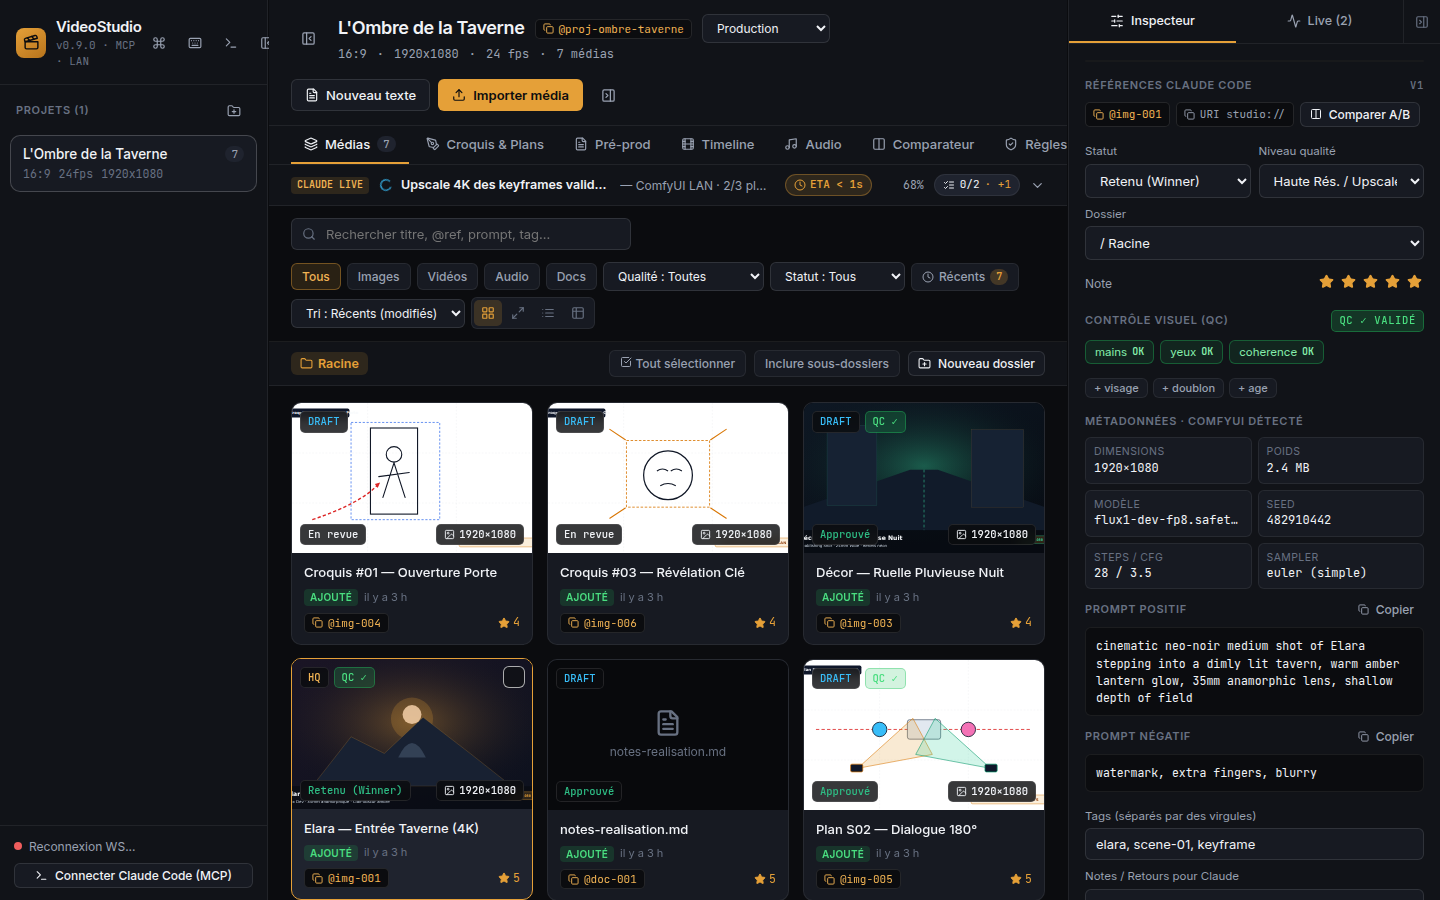 VideoStudio
v0.9.0 · MCP
· LAN
PROJETS (1)
L'Ombre de la Taverne 7
16:9 24fps 1920x1080
Reconnexion WS...
Connecter Claude Code (MCP)
L'Ombre de la Taverne @proj-ombre-taverne Production
16:9 · 1920x1080 · 24 fps · 7 médias
Nouveau texte Importer média
Médias 7 Croquis & Plans Pré-prod Timeline Audio Comparateur Règles
CLAUDE LIVE Upscale 4K des keyframes valid... — ComfyUI LAN · 2/3 pl... ETA < 1s 68% 0/2 · +1
Rechercher titre, @ref, prompt, tag...
Tous Images Vidéos Audio Docs Qualité : Toutes Statut : Tous Récents 7
Tri : Récents (modifiés)
Racine Tout sélectionner Inclure sous-dossiers Nouveau dossier
DRAFT
En revue 1920×1080
Croquis #01 — Ouverture Porte
AJOUTÉ il y a 3 h
@img-004 4
DRAFT
En revue 1920×1080
Croquis #03 — Révélation Clé
AJOUTÉ il y a 3 h
@img-006 4
DRAFT QC ✓
Approuvé 1920×1080
Décor — Ruelle Pluvieuse Nuit
AJOUTÉ il y a 3 h
@img-003 4
HQ QC ✓
Retenu (Winner) 1920×1080
Elara — Entrée Taverne (4K)
AJOUTÉ il y a 3 h
@img-001 5
DRAFT
notes-realisation.md
Approuvé
notes-realisation.md
AJOUTÉ il y a 3 h
@doc-001 5
DRAFT QC ✓
Approuvé 1920×1080
Plan S02 — Dialogue 180°
AJOUTÉ il y a 3 h
@img-005 5
Inspecteur Live (2)
RÉFÉRENCES CLAUDE CODE V1
@img-001 URI studio:// Comparer A/B
Statut Niveau qualité
Retenu (Winner) Haute Rés. / Upscale
Dossier
/ Racine
Note
CONTRÔLE VISUEL (QC) QC ✓ VALIDÉ
mains OK yeux OK coherence OK
+ visage + doublon + age
MÉTADONNÉES · COMFYUI DÉTECTÉ
DIMENSIONS POIDS
1920×1080 2.4 MB
MODÈLE SEED
flux1-dev-fp8.safet… 482910442
STEPS / CFG SAMPLER
28 / 3.5 euler (simple)
PROMPT POSITIF Copier
cinematic neo-noir medium shot of Elara
stepping into a dimly lit tavern, warm amber
lantern glow, 35mm anamorphic lens, shallow
depth of field
PROMPT NÉGATIF Copier
watermark, extra fingers, blurry
Tags (séparés par des virgules)
elara, scene-01, keyframe
Notes / Retours pour Claude